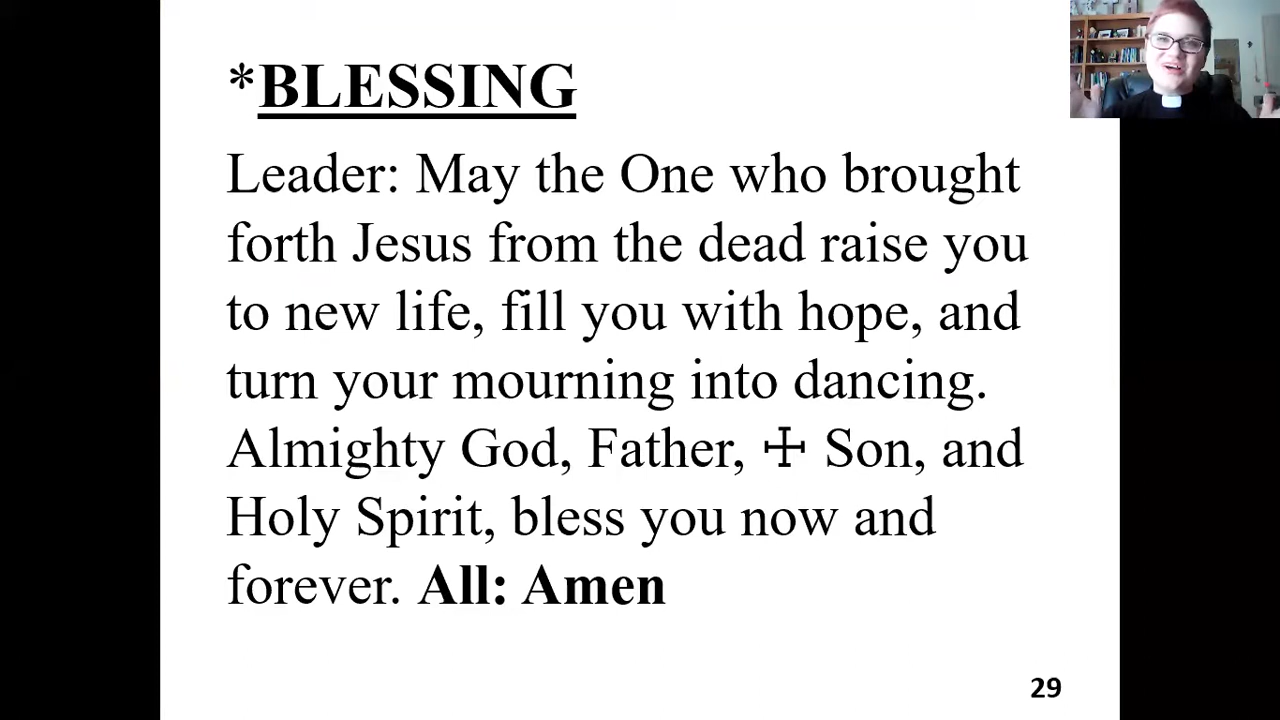 *BLESSING
Leader: May the One who brought
forth Jesus from the dead raise you
to new life, fill you with hope, and
turn your mourning into dancing.
Almighty God, Father, ☩ Son, and
Holy Spirit, bless you now and
forever. All: Amen
29